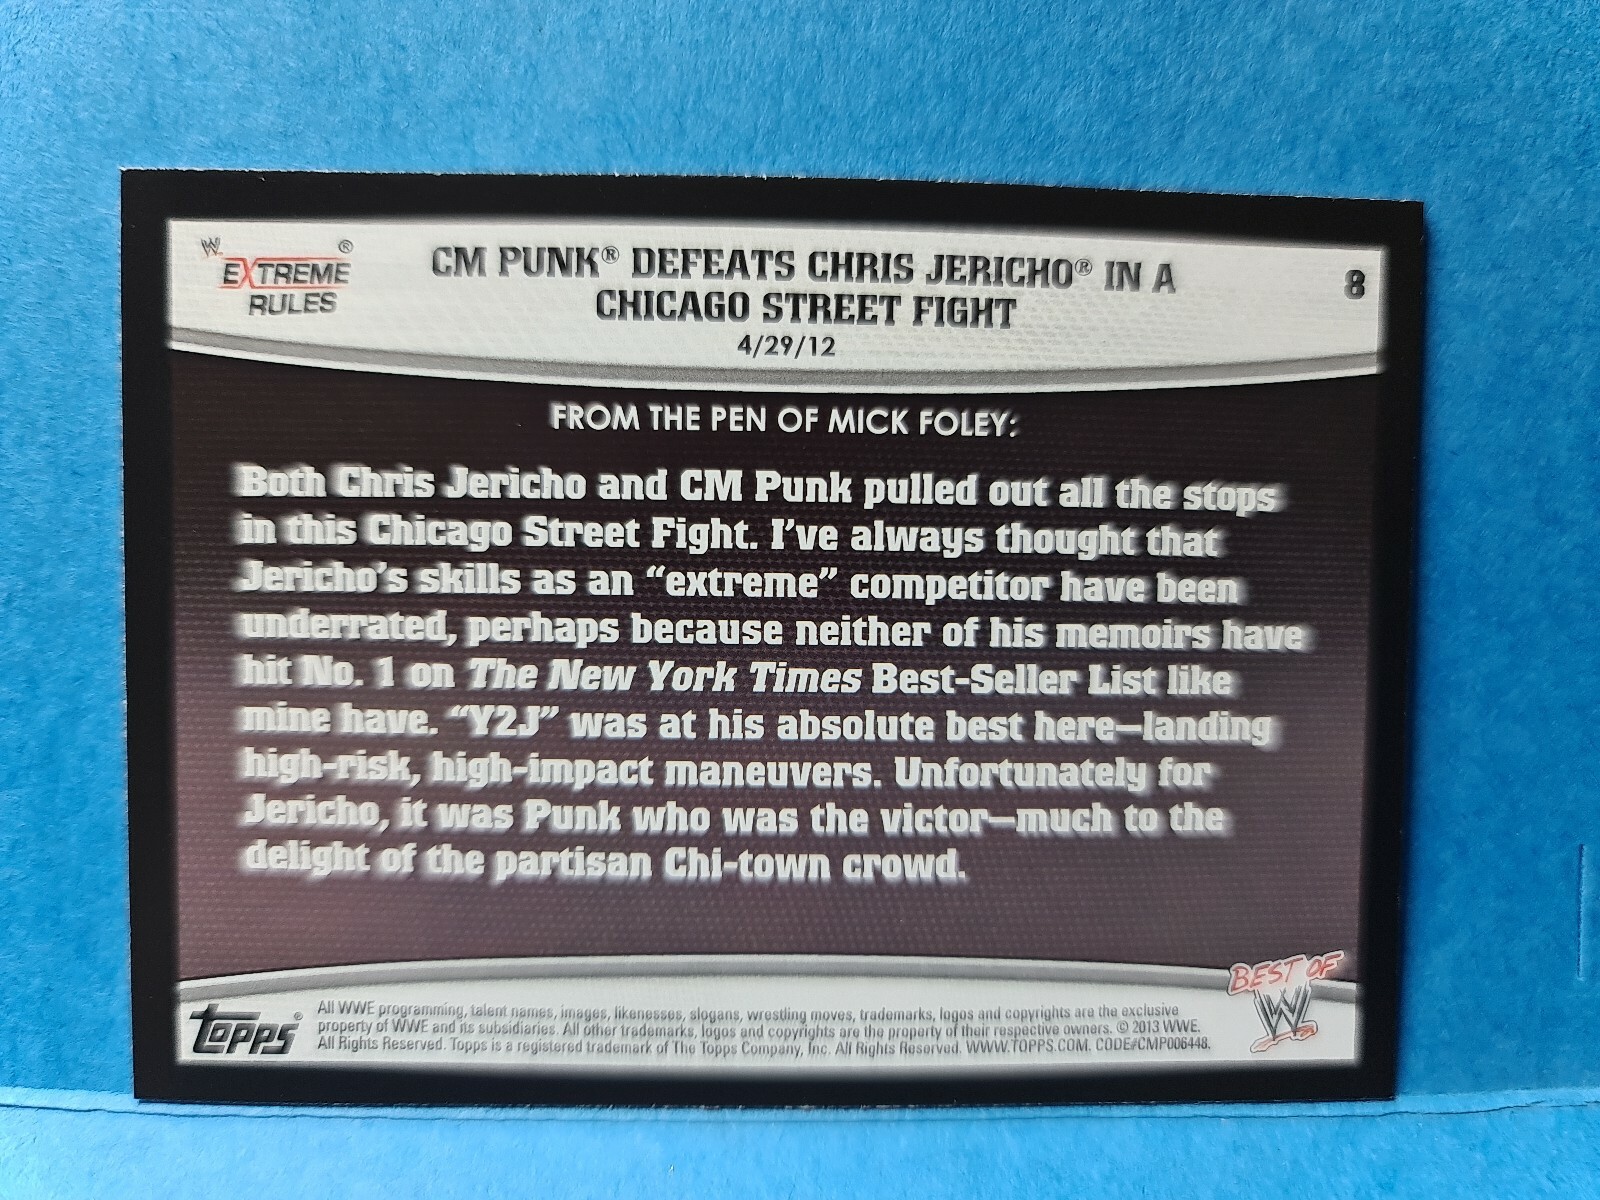 W
EXTREME®
RULES
CM PUNK® DEFEATS CHRIS JERICHO® IN A
CHICAGO STREET FIGHT
4/29/12
8
FROM THE PEN OF MICK FOLEY:
Both Chris Jericho and CM Punk pulled out all the stops
in this Chicago Street Fight. I've always thought that
Jericho's skills as an “extreme” competitor have been
underrated, perhaps because neither of his memoirs have
hit No. 1 on The New York Times Best-Seller List like
mine have. “Y2J” was at his absolute best here—landing
high-risk, high-impact maneuvers. Unfortunately for
Jericho, it was Punk who was the victor—much to the
delight of the partisan Chi-town crowd.
BEST OF
W
topps®
All WWE programming, talent names, images, likenesses, slogans, wrestling moves, trademarks, logos and copyrights are the exclusive
property of WWE and its subsidiaries. All other trademarks, logos and copyrights are the property of their respective owners. © 2013 WWE.
All Rights Reserved. Topps is a registered trademark of The Topps Company, Inc. All Rights Reserved. WWW.TOPPS.COM. CODE#CMP006448.